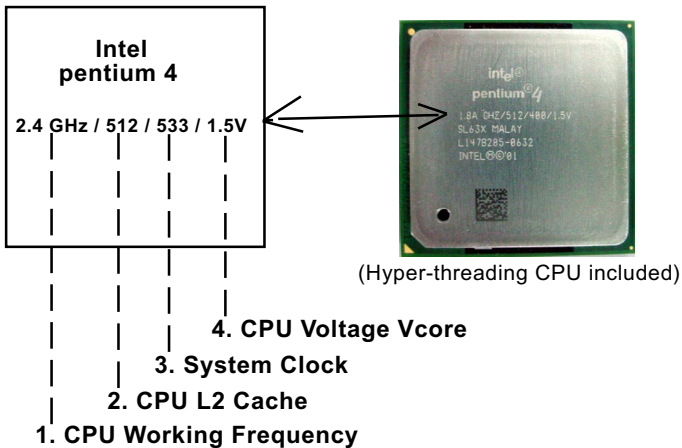 Intel
pentium 4
2.4 GHz / 512 / 533 / 1.5V
intel®
pentium®4
1.8A GHZ/512/400/1.5V
SL63X MALAY
L147B285-0632
INTEL®©'01
(Hyper-threading CPU included)
4. CPU Voltage Vcore
3. System Clock
2. CPU L2 Cache
1. CPU Working Frequency